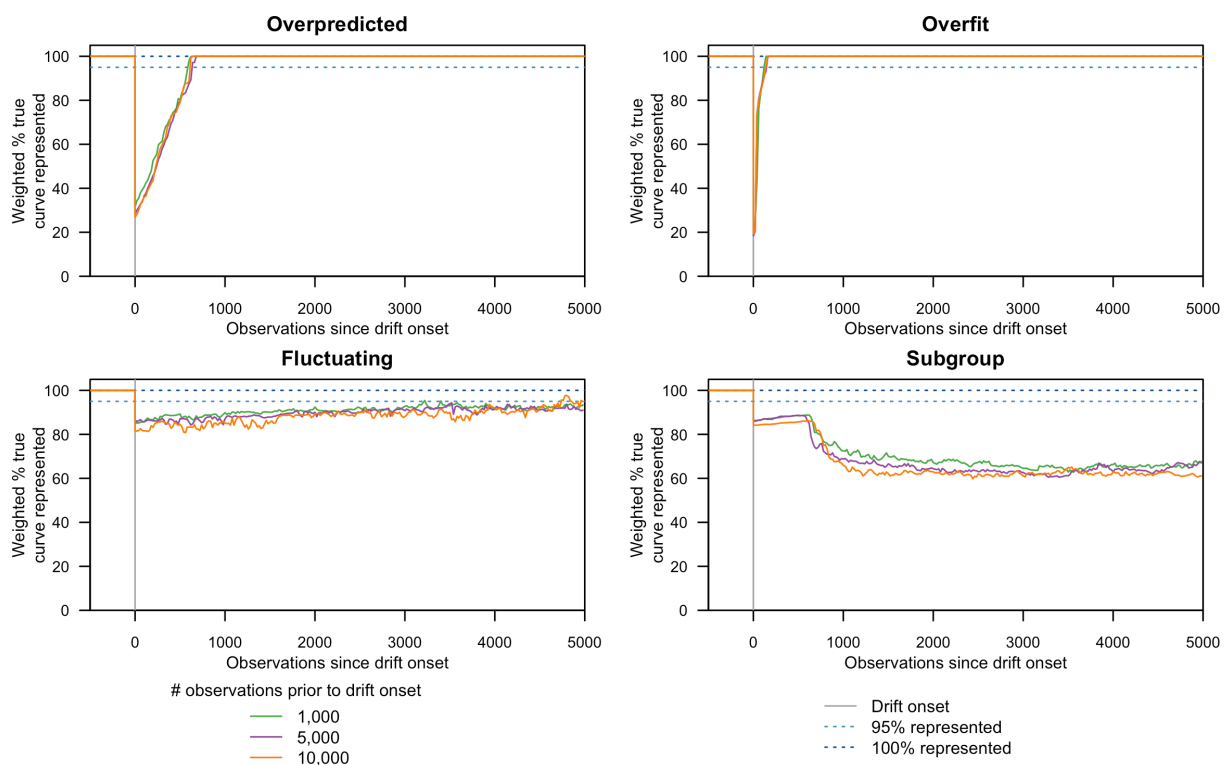 Overpredicted
Weighted % true
curve represented
100
80
60
40
20
0
0 1000 2000 3000 4000 5000
Observations since drift onset
Overfit
Weighted % true
curve represented
100
80
60
40
20
0
0 1000 2000 3000 4000 5000
Observations since drift onset
Fluctuating
Weighted % true
curve represented
100
80
60
40
20
0
0 1000 2000 3000 4000 5000
Observations since drift onset
Subgroup
Weighted % true
curve represented
100
80
60
40
20
0
0 1000 2000 3000 4000 5000
Observations since drift onset
# observations prior to drift onset
1,000
5,000
10,000
Drift onset
95% represented
100% represented